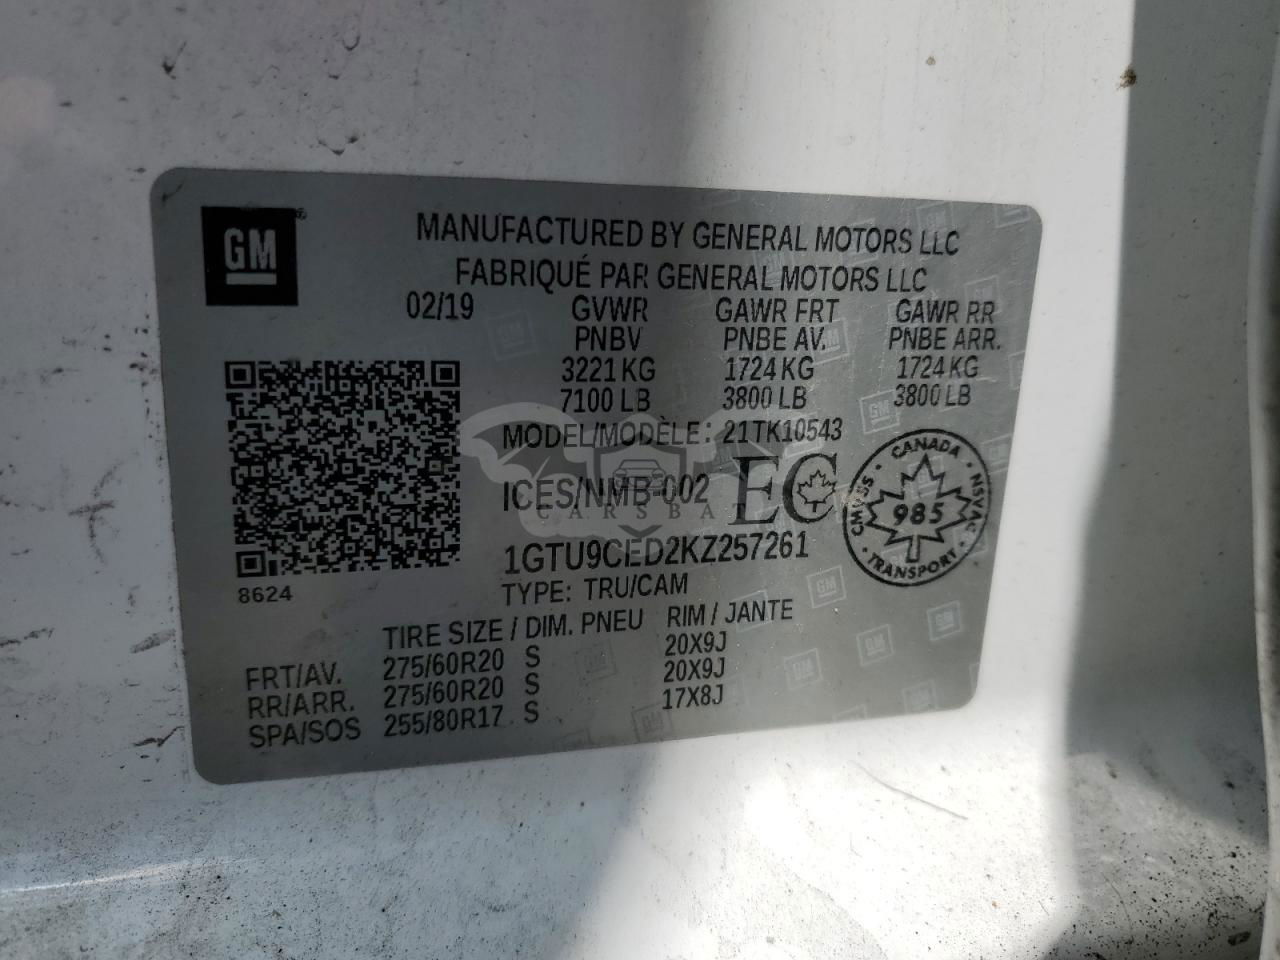 GM
MANUFACTURED BY GENERAL MOTORS LLC
FABRIQUÉ PAR GENERAL MOTORS LLC
02/19 GVWR GAWR FRT GAWR RR
PNBV PNBE AV. PNBE ARR.
3221 KG 1724 KG 1724 KG
7100 LB 3800 LB 3800 LB
MODEL/MODÈLE: 21TK10543
ICES/NMB-002 EC
CARSBAT
CANADA
CMVSS 985 NSVAC
TRANSPORT
1GTU9CED2KZ257261
8624
TYPE: TRU/CAM
TIRE SIZE / DIM. PNEU RIM / JANTE
FRT/AV. 275/60R20 S 20X9J
RR/ARR. 275/60R20 S 20X9J
SPA/SOS 255/80R17 S 17X8J